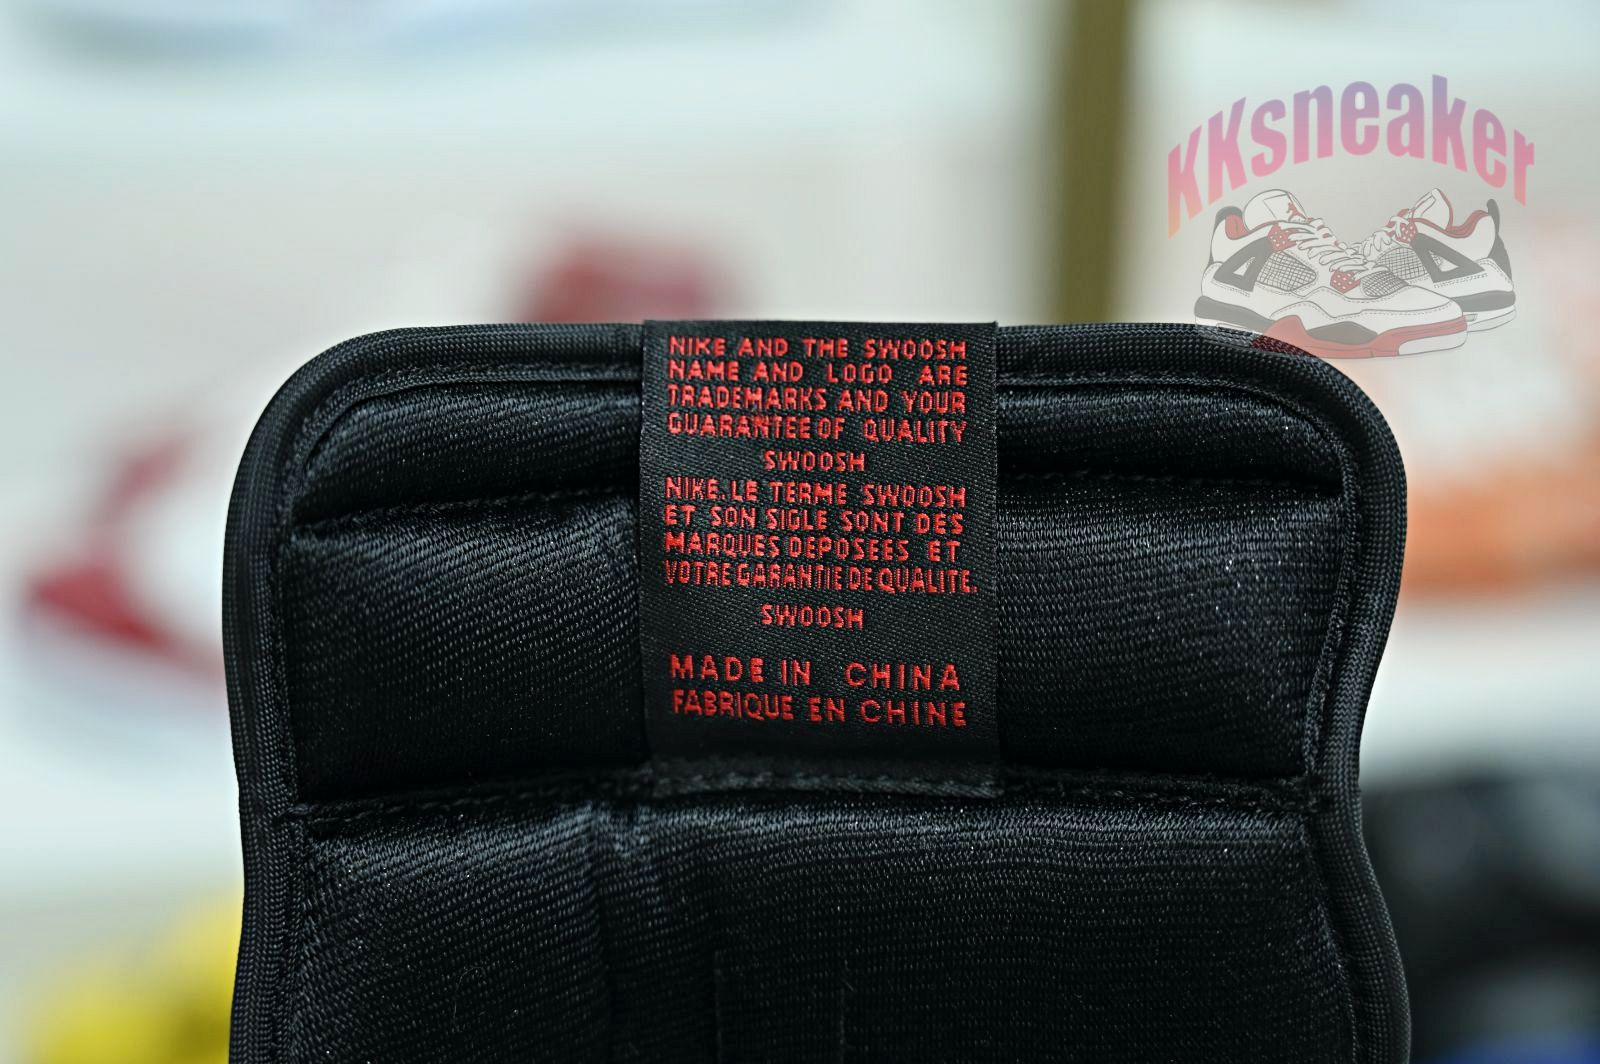 KKsneaker
NIKE AND THE SWOOSH
NAME AND LOGO ARE
TRADEMARKS AND YOUR
GUARANTEE OF QUALITY
SWOOSH
NIKE. LE TERME SWOOSH
ET SON SIGLE SONT DES
MARQUES DEPOSEES ET
VOTRE GARANTIE DE QUALITE.
SWOOSH
MADE IN CHINA
FABRIQUE EN CHINE